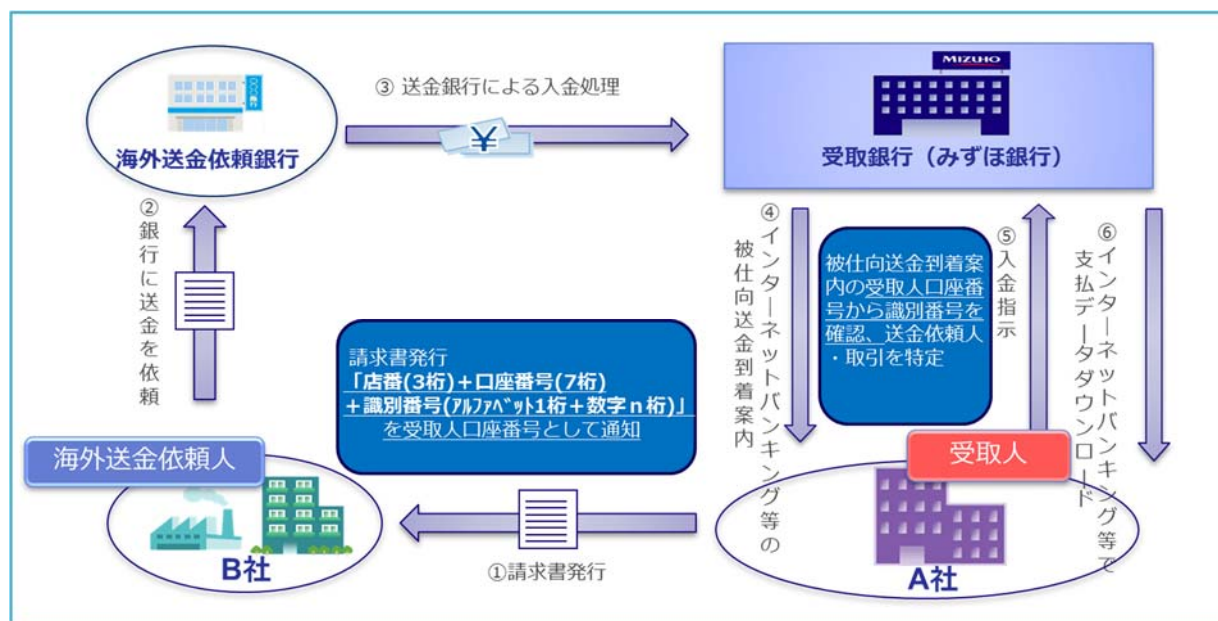 〇〇銀行
海外送金依頼銀行
③ 送金銀行による入金処理
¥
MIZUHO
受取銀行（みずほ銀行）
②銀行に送金を依頼
④インターネットバンキング等の
被仕向送金到着案内
被仕向送金到着案
内の受取人口座番
号から識別番号を
確認、送金依頼人
・取引を特定
⑤入金指示
⑥インターネットバンキング等で
支払データダウンロード
請求書発行
「店番(3桁)＋口座番号(7桁)
＋識別番号(ｱﾙﾌｧﾍﾞｯﾄ1桁＋数字ｎ桁)」
を受取人口座番号として通知
海外送金依頼人
B社
①請求書発行
受取人
A社